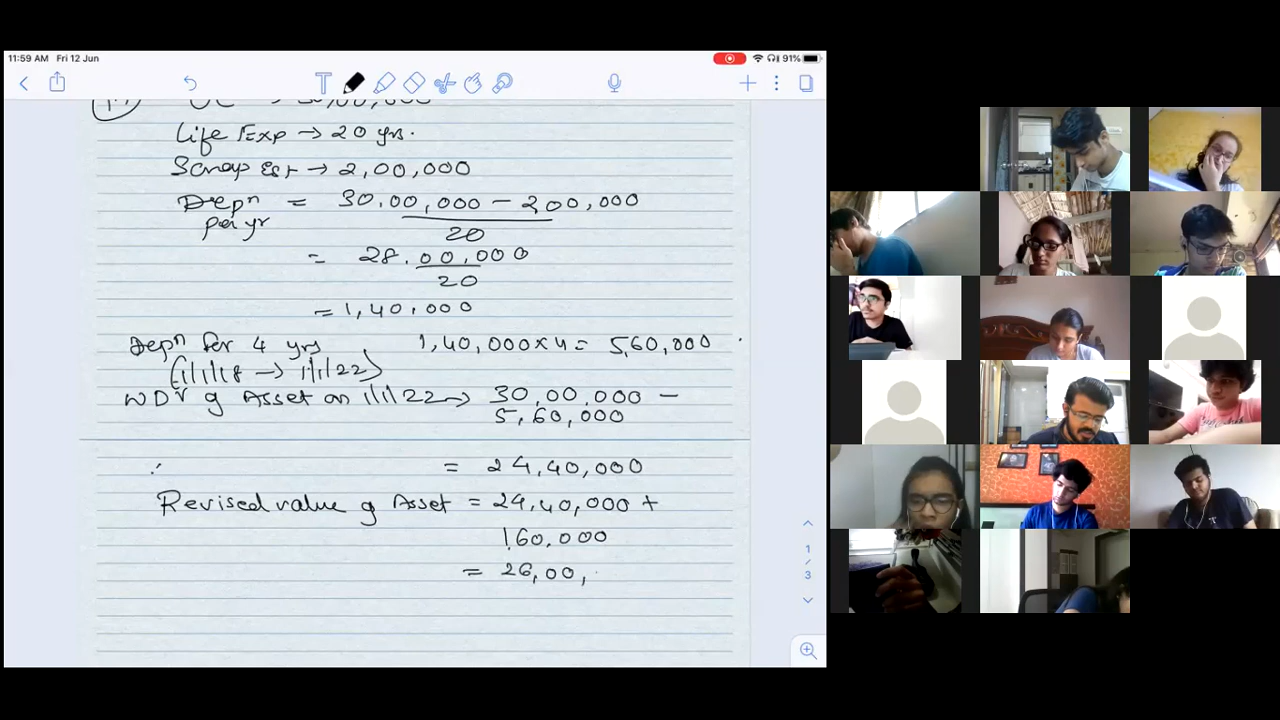 11:59 AM Fri 12 Jun
91%
T
Life Exp → 20 yrs.
Scrap Est → 2,00,000
Depn per yr = 30,00,000 - 200,000
20
= 28,00,000
20
= 1,40,000
Depn for 4 yrs 1,40,000 x 4 = 5,60,000
(1/1/18 → 1/1/22)
WDV of Asset on 1/1/22 → 30,00,000 -
5,60,000
∴ = 24,40,000
Revised value of Asset = 24,40,000 +
1,60,000
= 26,00,
1
/
3